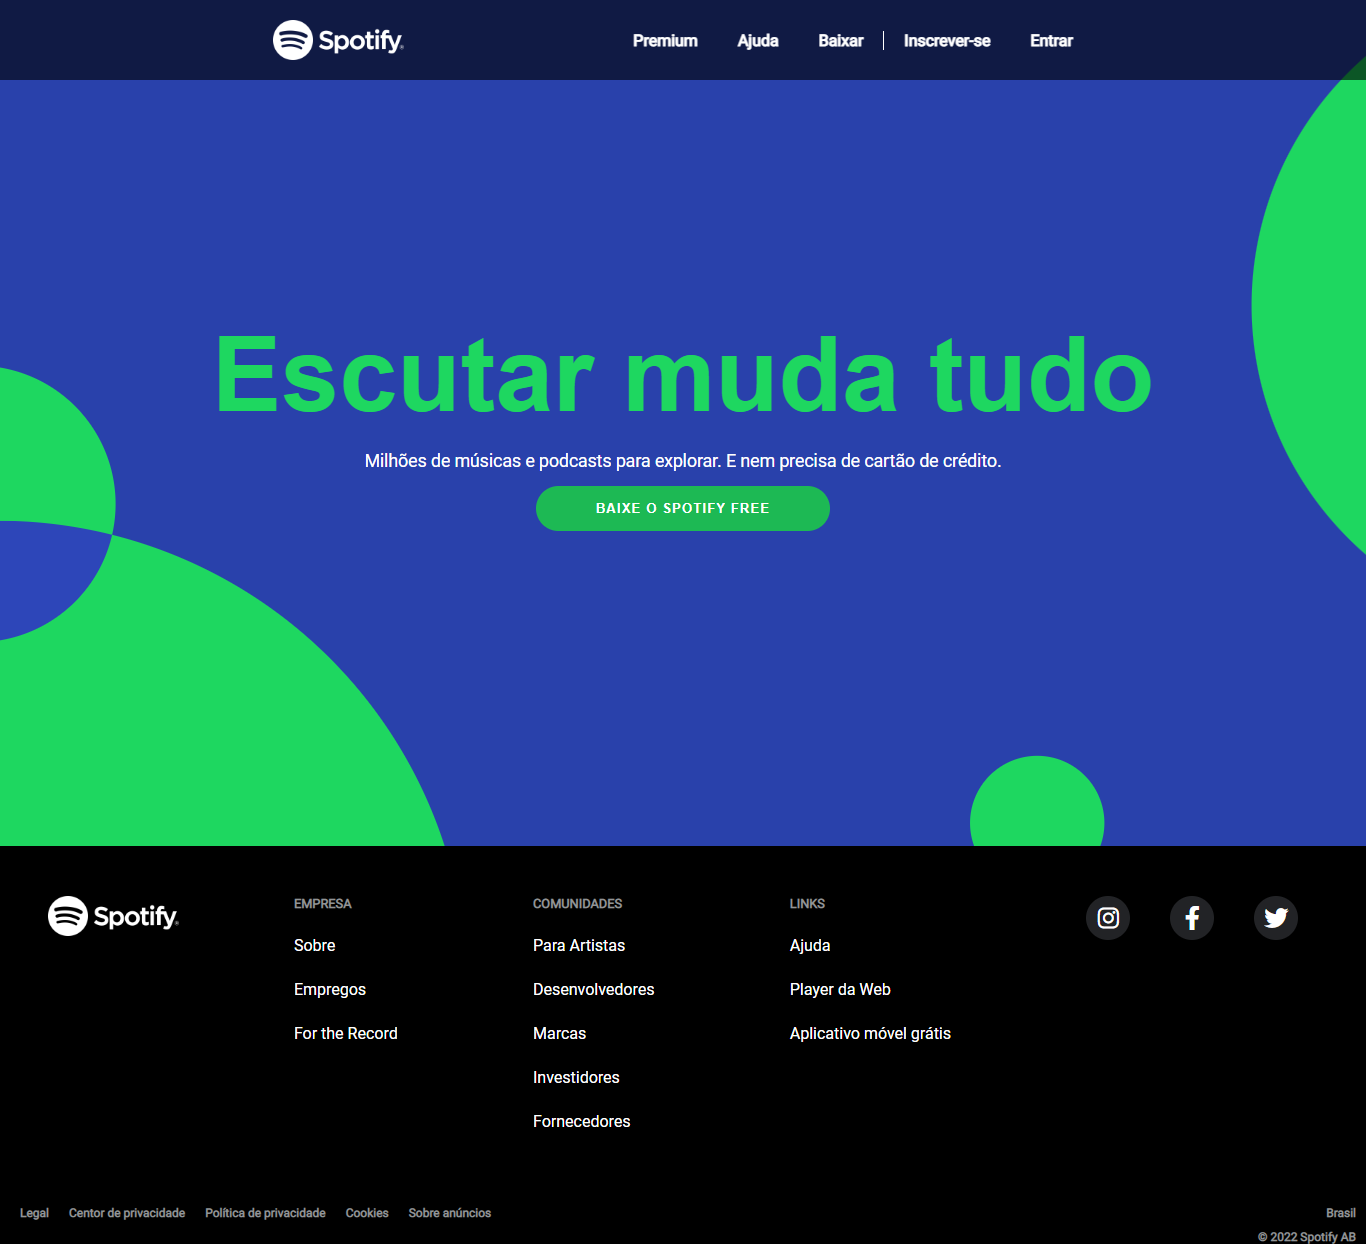 Spotify
Premium Ajuda Baixar Inscrever-se Entrar
Escutar muda tudo
Milhões de músicas e podcasts para explorar. E nem precisa de cartão de crédito.
BAIXE O SPOTIFY FREE
Spotify
EMPRESA
Sobre
Empregos
For the Record
COMUNIDADES
Para Artistas
Desenvolvedores
Marcas
Investidores
Fornecedores
LINKS
Ajuda
Player da Web
Aplicativo móvel grátis
Legal Centor de privacidade Política de privacidade Cookies Sobre anúncios
Brasil
© 2022 Spotify AB